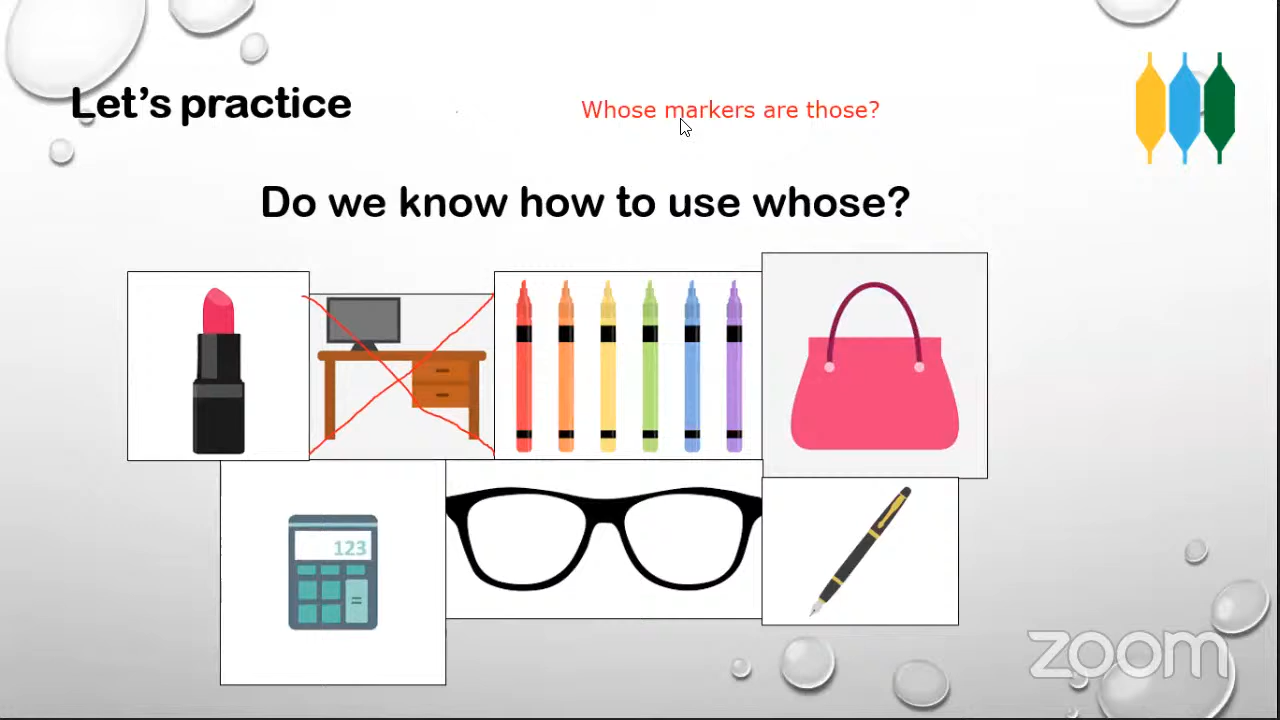 Let's practice
Whose markers are those?
Do we know how to use whose?
123
=
zoom